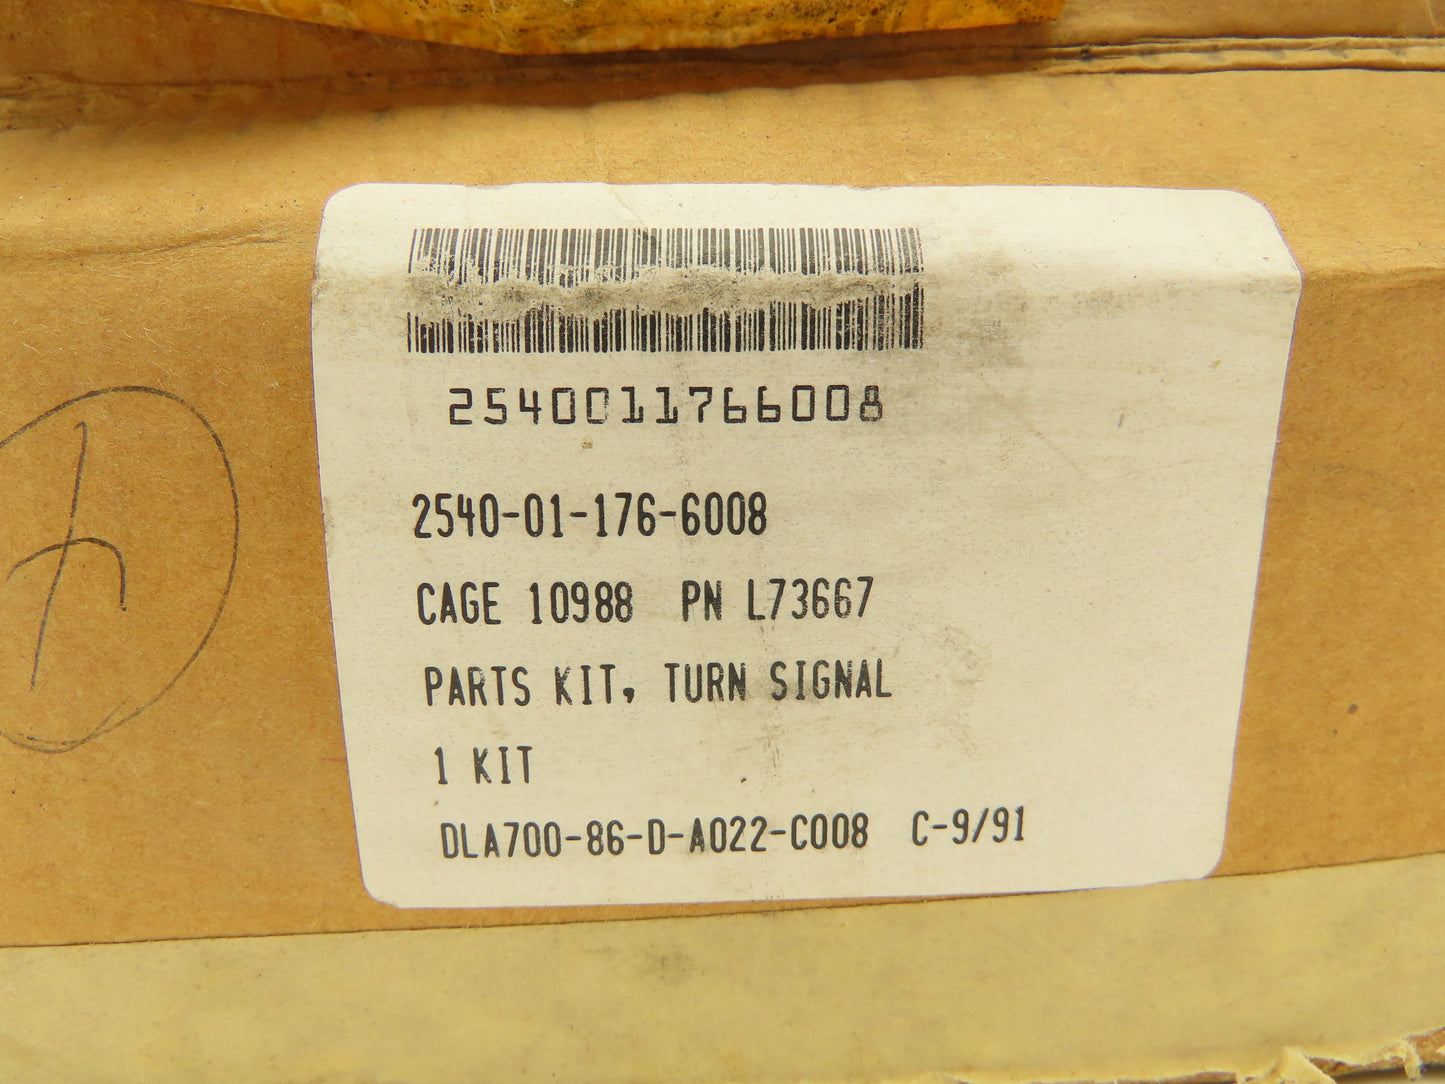 2540011766008
2540-01-176-6008
CAGE 10988 PN L73667
PARTS KIT, TURN SIGNAL
1 KIT
DLA700-86-D-A022-C008 C-9/91